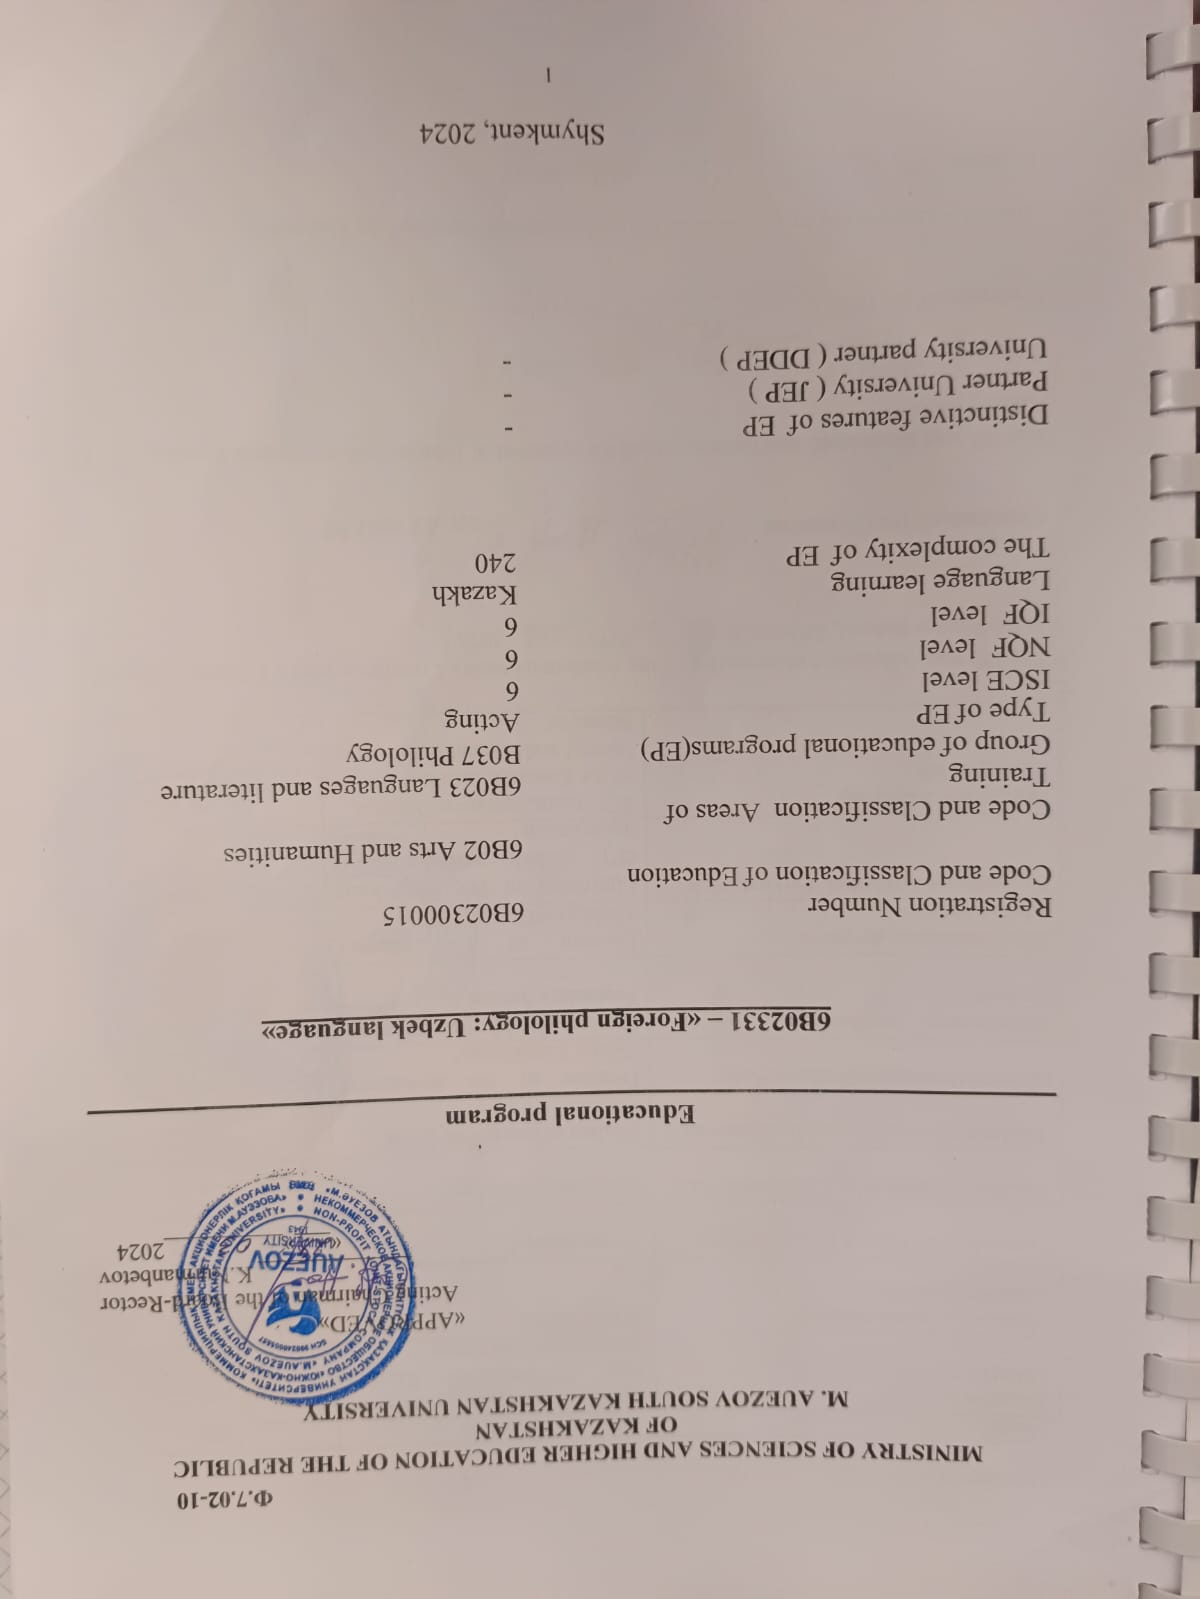 Ф.7.02-10
MINISTRY OF SCIENCES AND HIGHER EDUCATION OF THE REPUBLIC
OF KAZAKHSTAN
M. AUEZOV SOUTH KAZAKHSTAN UNIVERSITY
«APPROVED»
Acting Chairman of the Board-Rector
2024
AUEZOV
UNIVERSITY
1943
Educational program
6B02331 – «Foreign philology: Uzbek language»
Registration Number 6B02300015
Code and Classification of Education 6B02 Arts and Humanities
Code and Classification Areas of
Training 6B023 Languages and literature
Group of educational programs(EP) B037 Philology
Type of EP Acting
ISCE level 6
NQF level 6
IQF level 6
Language learning Kazakh
The complexity of EP 240
Distinctive features of EP -
Partner University ( JEP ) -
University partner ( DDEP ) -
Shymkent, 2024
1